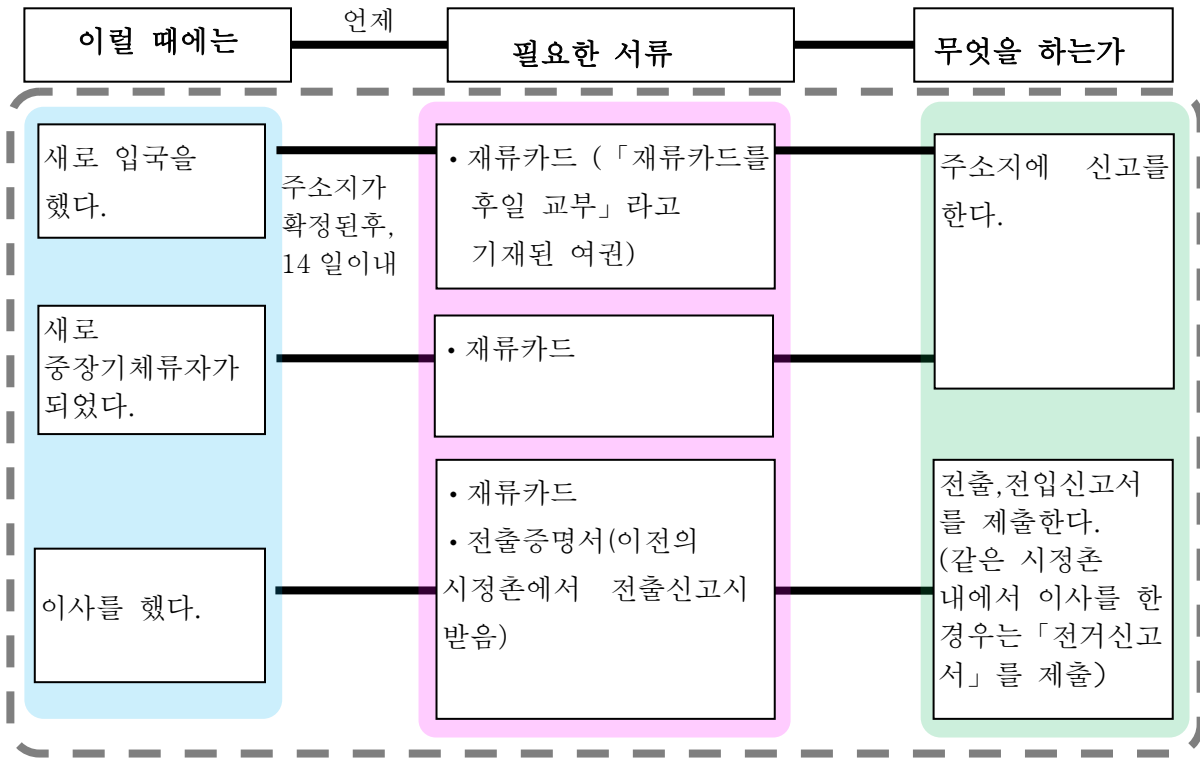 이럴 때에는
언제
필요한 서류
무엇을 하는가
새로 입국을
했다.
주소지가
확정된후,
14 일이내
・재류카드 (「재류카드를
후일 교부」라고
기재된 여권)
주소지에 신고를
한다.
새로
중장기체류자가
되었다.
・재류카드
이사를 했다.
・재류카드
・전출증명서(이전의
시정촌에서 전출신고시
받음)
전출,전입신고서
를 제출한다.
(같은 시정촌
내에서 이사를 한
경우는「전거신고
서」를 제출)